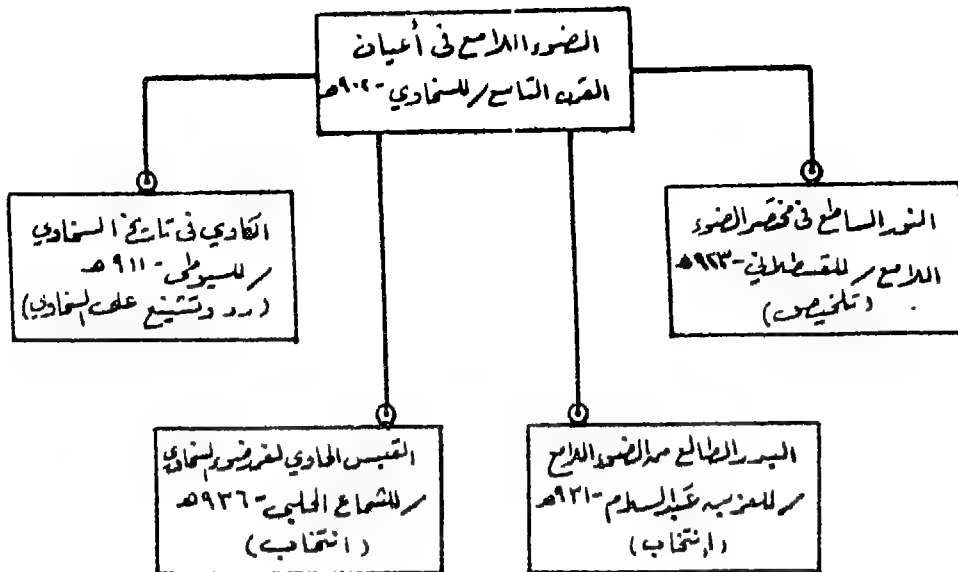 الضوء اللامع في أعيان
القرن التاسع / للسخاوي - ٩٠٢هـ
النور الساطع في مختصر الضوء
اللامع / للقسطلاني - ٩٢٣هـ
(تلخيص)
الكاوي في تاريخ السخاوي
/ للسيوطي - ٩١١هـ
(رد وتشنيع على السخاوي)
البدر الطالع من الضوء اللامع
/ للعز بن عبد السلام - ٩٣١هـ
(انتخاب)
القبس الحاوي لغرر ضوء السخاوي
/ للشماع الحلبي - ٩٣٦هـ
(انتخاب)